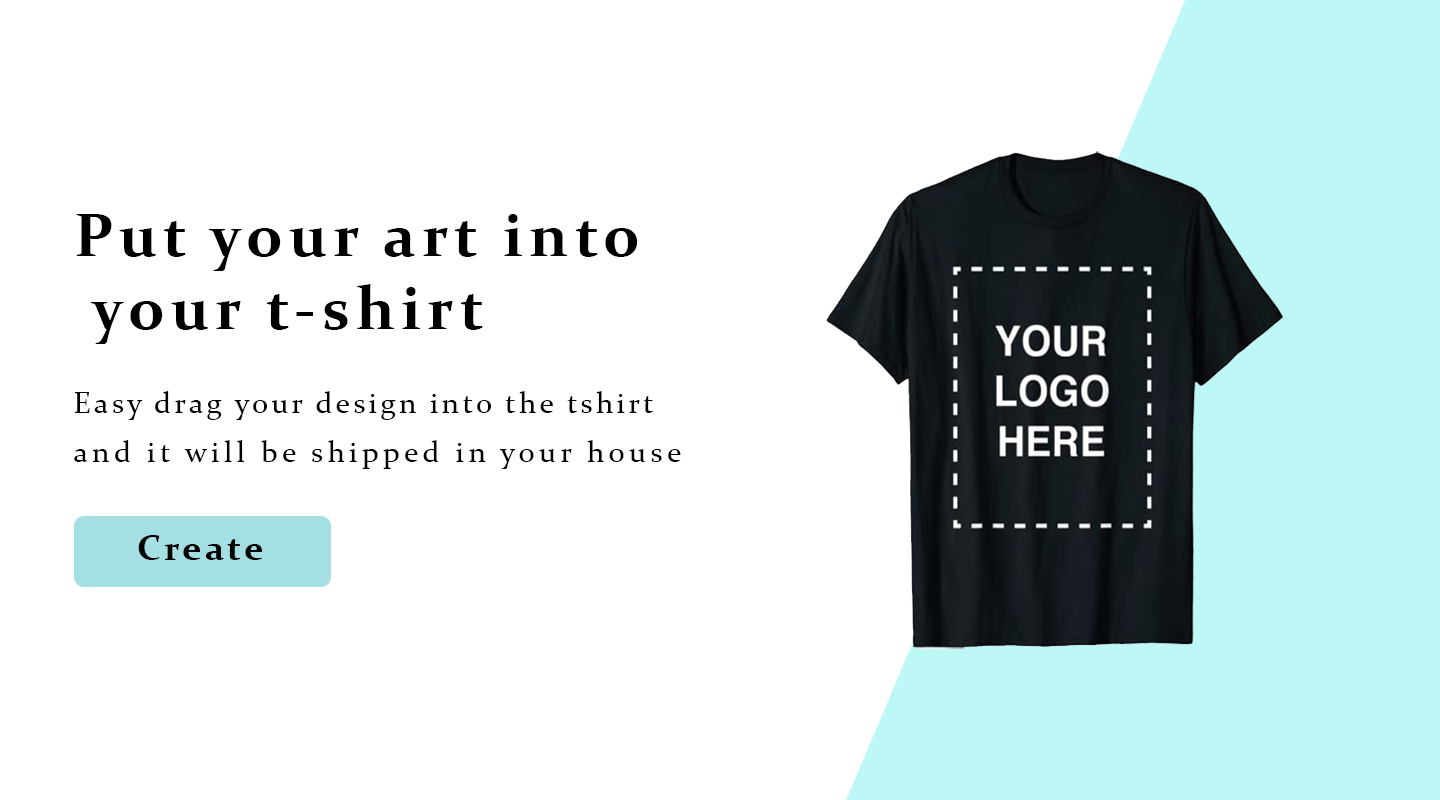 Put your art into
your t-shirt
Easy drag your design into the tshirt
and it will be shipped in your house
Create
YOUR
LOGO
HERE